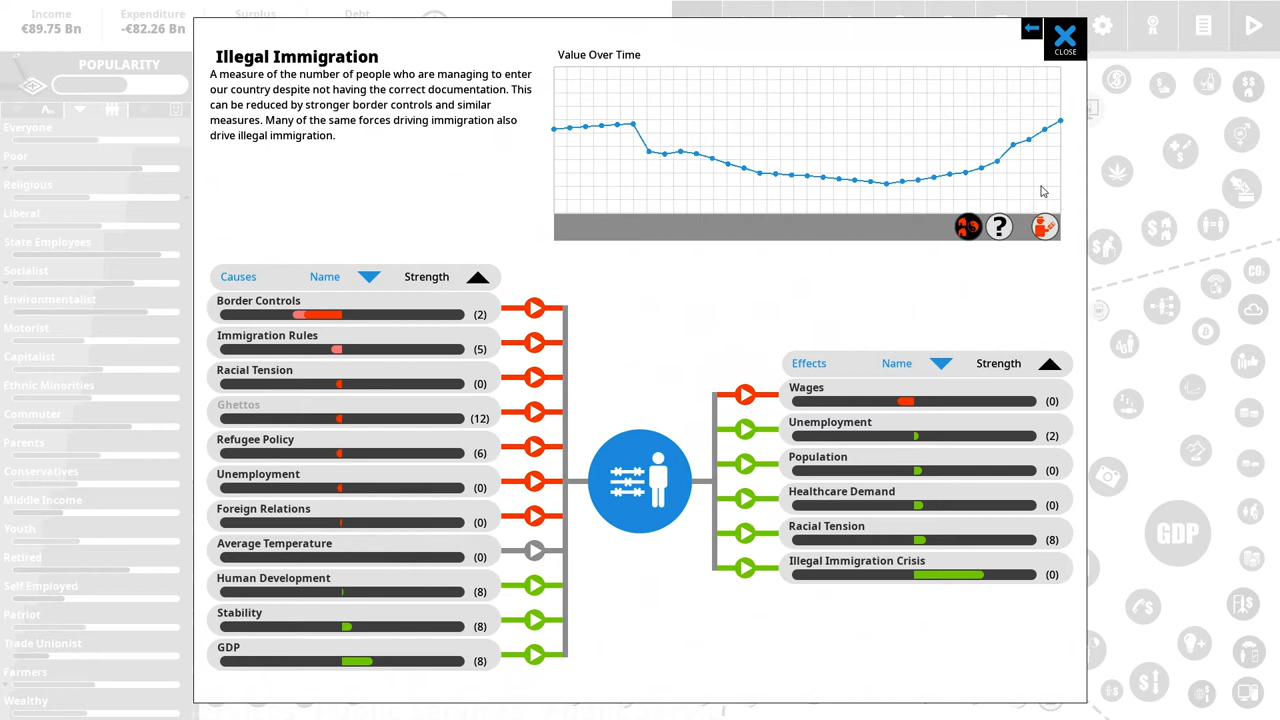 Income
Expenditure
Surplus
Debt
€89.75 Bn
-€82.26 Bn
POPULARITY
Everyone
Poor
Religious
Liberal
State Employees
Socialist
Environmentalist
Motorist
Capitalist
Ethnic Minorities
Commuter
Parents
Conservatives
Middle Income
Youth
Retired
Self Employed
Patriot
Trade Unionist
Farmers
Wealthy
Illegal Immigration
A measure of the number of people who are managing to enter
our country despite not having the correct documentation. This
can be reduced by stronger border controls and similar
measures. Many of the same forces driving immigration also
drive illegal immigration.
Value Over Time
CLOSE
?
Causes Name Strength
Border Controls
(2)
Immigration Rules
(5)
Racial Tension
(0)
Ghettos
(12)
Refugee Policy
(6)
Unemployment
(0)
Foreign Relations
(0)
Average Temperature
(0)
Human Development
(8)
Stability
(8)
GDP
(8)
Effects Name Strength
Wages
(0)
Unemployment
(2)
Population
(0)
Healthcare Demand
(0)
Racial Tension
(8)
Illegal Immigration Crisis
(0)
GDP